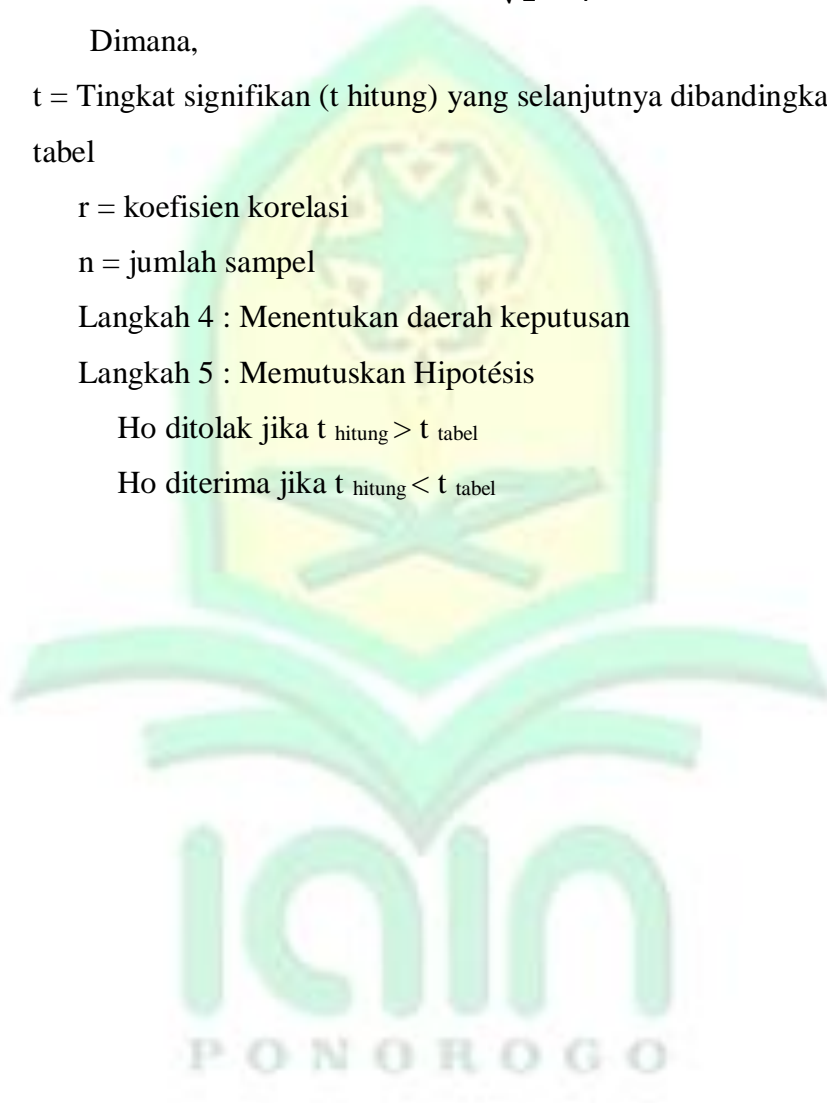 Dimana,
t = Tingkat signifikan (t hitung) yang selanjutnya
tabel
r = koefisien korelasi
n = jumlah sampel
Langkah 4 : Menentukan daerah keputusan
Langkah 5 : Memutuskan Hipotésis
Ho ditolak jika t hitung > t tabel
Ho diterima jika t hitung < t tabel
iain
PONOROGO